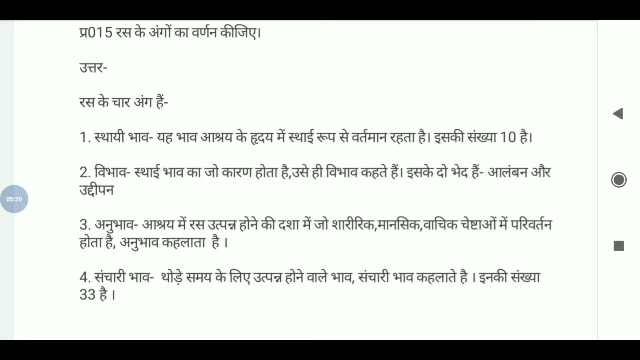 प्र015 रस के अंगों का वर्णन कीजिए।
उत्तर-
रस के चार अंग हैं-
1. स्थायी भाव- यह भाव आश्रय के हृदय में स्थाई रूप से वर्तमान रहता है। इसकी संख्या 10 है।
2. विभाव- स्थाई भाव का जो कारण होता है,उसे ही विभाव कहते हैं। इसके दो भेद हैं- आलंबन और
उद्दीपन
3. अनुभाव- आश्रय में रस उत्पन्न होने की दशा में जो शारीरिक,मानसिक,वाचिक चेष्टाओं में परिवर्तन
होता है, अनुभाव कहलाता है ।
4. संचारी भाव- थोड़े समय के लिए उत्पन्न होने वाले भाव, संचारी भाव कहलाते है । इनकी संख्या
33 है ।